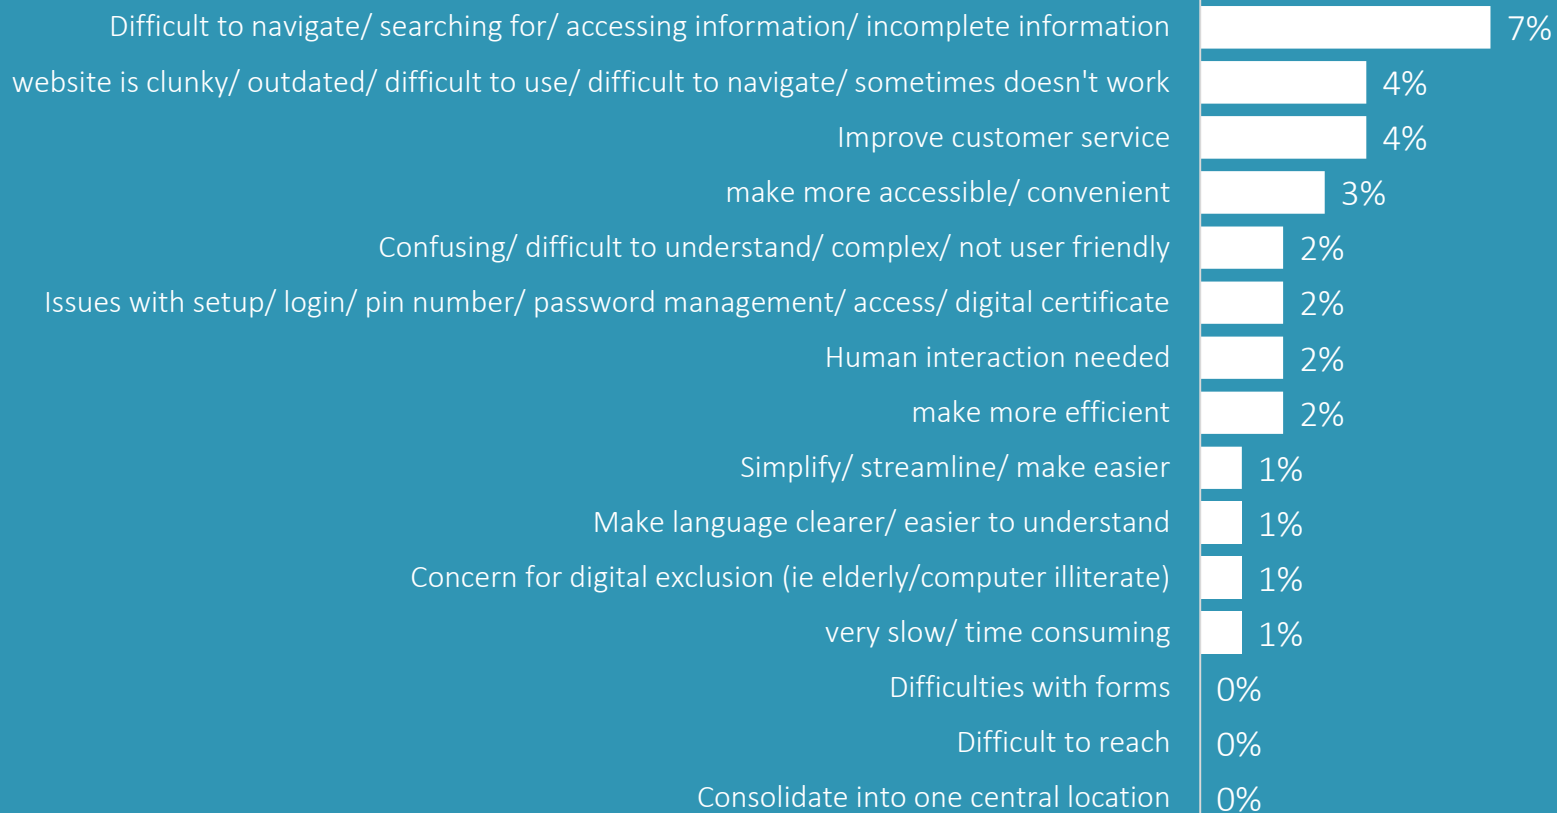 Difficult to navigate/ searching for/ accessing information/ incomplete information 7%
website is clunky/ outdated/ difficult to use/ difficult to navigate/ sometimes doesn't work 4%
Improve customer service 4%
make more accessible/ convenient 3%
Confusing/ difficult to understand/ complex/ not user friendly 2%
Issues with setup/ login/ pin number/ password management/ access/ digital certificate 2%
Human interaction needed 2%
make more efficient 2%
Simplify/ streamline/ make easier 1%
Make language clearer/ easier to understand 1%
Concern for digital exclusion (ie elderly/computer illiterate) 1%
very slow/ time consuming 1%
Difficulties with forms 0%
Difficult to reach 0%
Consolidate into one central location 0%